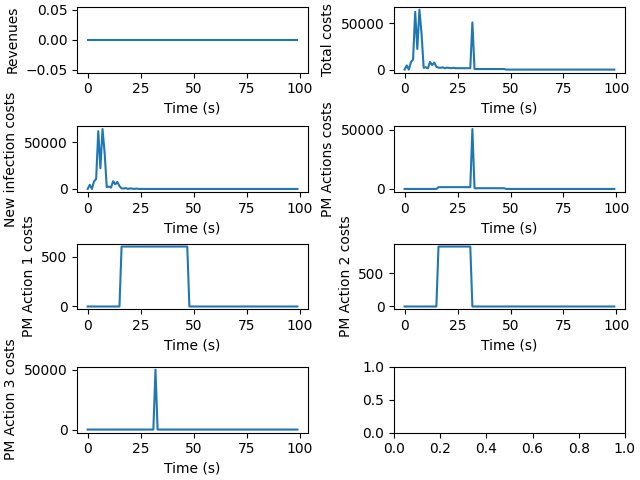 Revenues
0.05
0.00
−0.05
0 25 50 75 100
Time (s)
Total costs
50000
0
0 25 50 75 100
Time (s)
New infection costs
50000
0
0 25 50 75 100
Time (s)
PM Actions costs
50000
0
0 25 50 75 100
Time (s)
PM Action 1 costs
500
0
0 25 50 75 100
Time (s)
PM Action 2 costs
500
0
0 25 50 75 100
Time (s)
PM Action 3 costs
50000
0
0 25 50 75 100
Time (s)
1.0
0.5
0.0
0.0 0.2 0.4 0.6 0.8 1.0